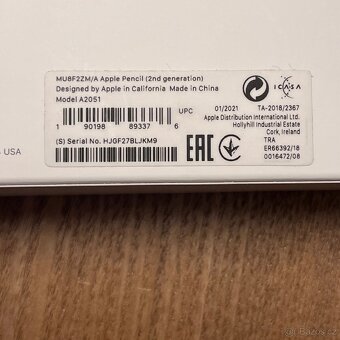 MU8F2ZM/A Apple Pencil (2nd generation)
Designed by Apple in California Made in China
Model A2051
UPC
1 90198 89337 6
(S) Serial No. HJGF27BLJKM9
ICASA
01/2021 TA-2018/2367
Apple Distribution International Ltd.
Hollyhill Industrial Estate
Cork, Ireland
EAC
TRA
ER66392/18
0016472/08
USA